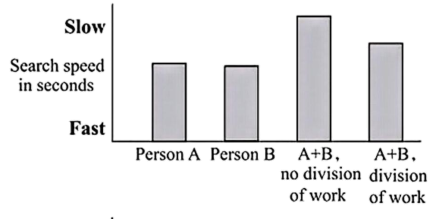 Slow
Search speed
in seconds
Fast
Person A Person B A+B, A+B,
no division division
of work of work